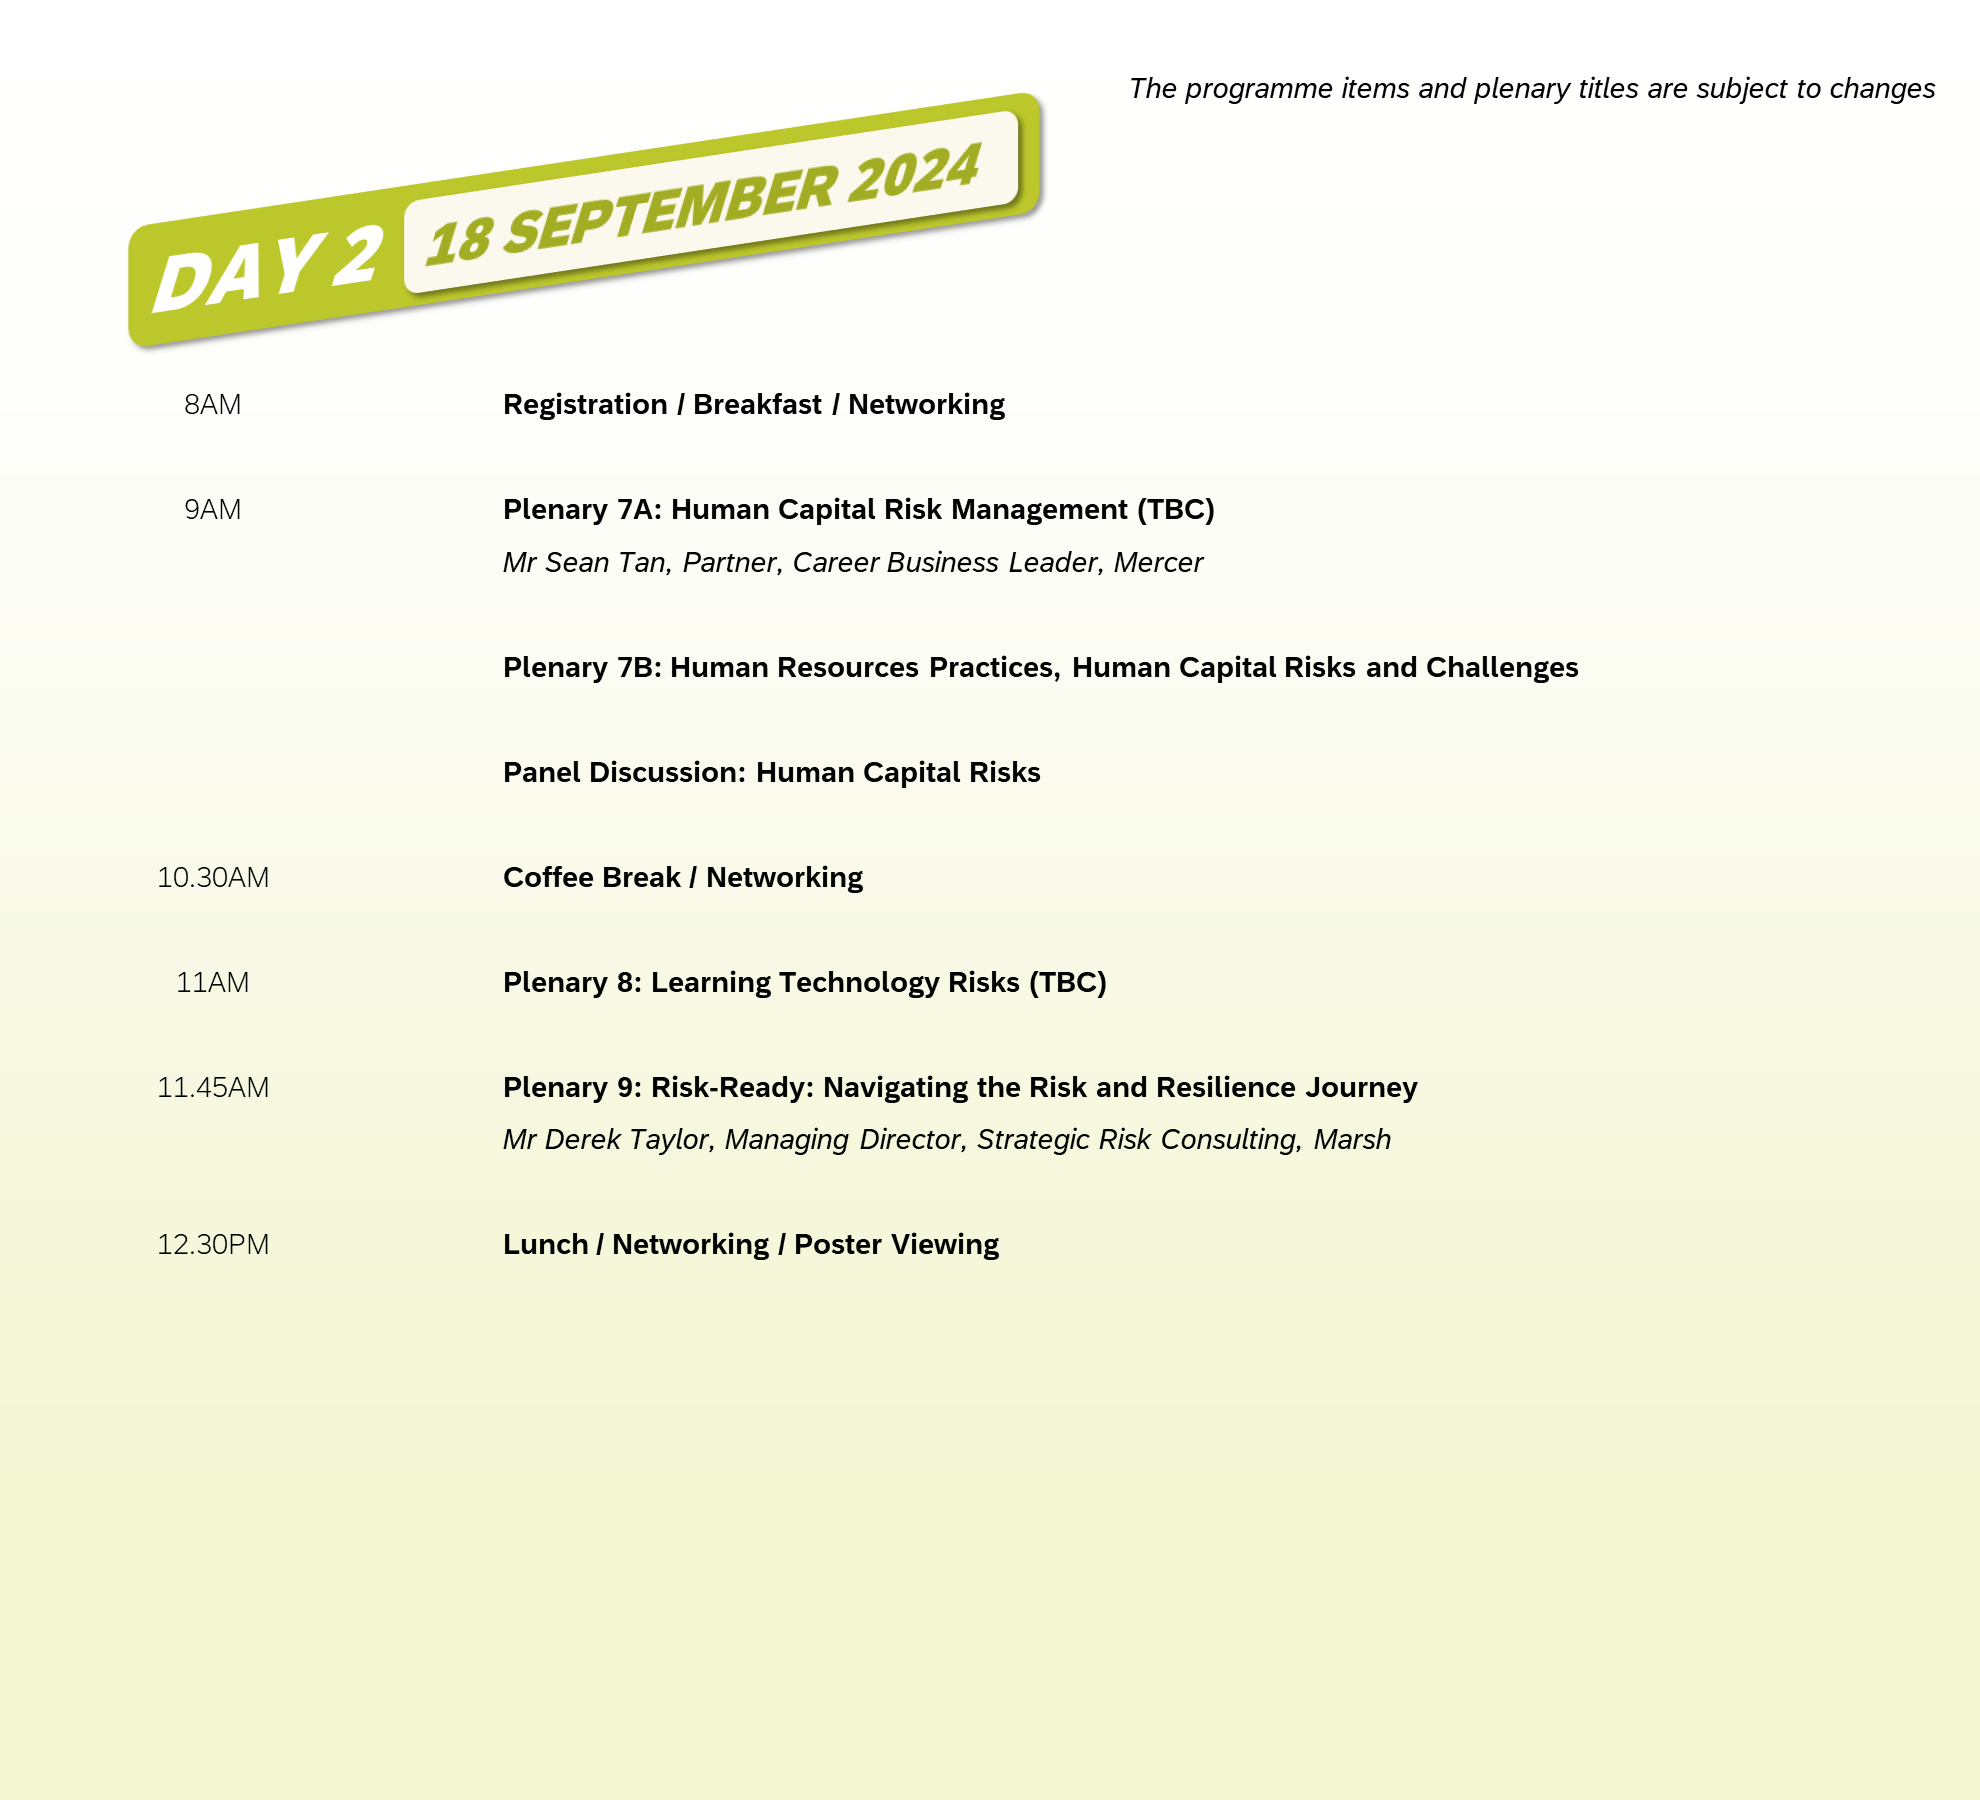 The programme items and plenary titles are subject to changes
DAY 2 18 SEPTEMBER 2024
8AM Registration / Breakfast / Networking
9AM Plenary 7A: Human Capital Risk Management (TBC)
Mr Sean Tan, Partner, Career Business Leader, Mercer
Plenary 7B: Human Resources Practices, Human Capital Risks and Challenges
Panel Discussion: Human Capital Risks
10.30AM Coffee Break / Networking
11AM Plenary 8: Learning Technology Risks (TBC)
11.45AM Plenary 9: Risk-Ready: Navigating the Risk and Resilience Journey
Mr Derek Taylor, Managing Director, Strategic Risk Consulting, Marsh
12.30PM Lunch / Networking / Poster Viewing